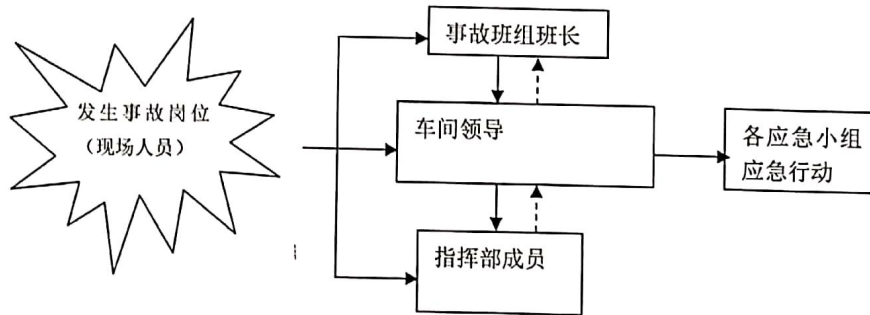 事故班组班长
发生事故岗位
（现场人员）
车间领导
各应急小组
应急行动
指挥部成员